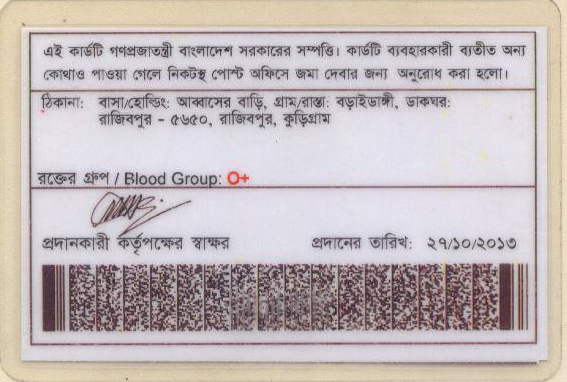 এই কার্ডটি গণপ্রজাতন্ত্রী বাংলাদেশ সরকারের সম্পত্তি। কার্ডটি ব্যবহারকারী ব্যতীত অন্য
কোথাও পাওয়া গেলে নিকটস্থ পোস্ট অফিসে জমা দেবার জন্য অনুরোধ করা হলো।
ঠিকানা: বাসা/হোল্ডিং: আব্বাসের বাড়ি, গ্রাম/রাস্তা: বড়াইডাঙ্গী, ডাকঘর:
রাজিবপুর - ৫৬৫০, রাজিবপুর, কুড়িগ্রাম
রক্তের গ্রুপ / Blood Group: O+
প্রদানকারী কর্তৃপক্ষের স্বাক্ষর প্রদানের তারিখ: ২৭/১০/২০১৩